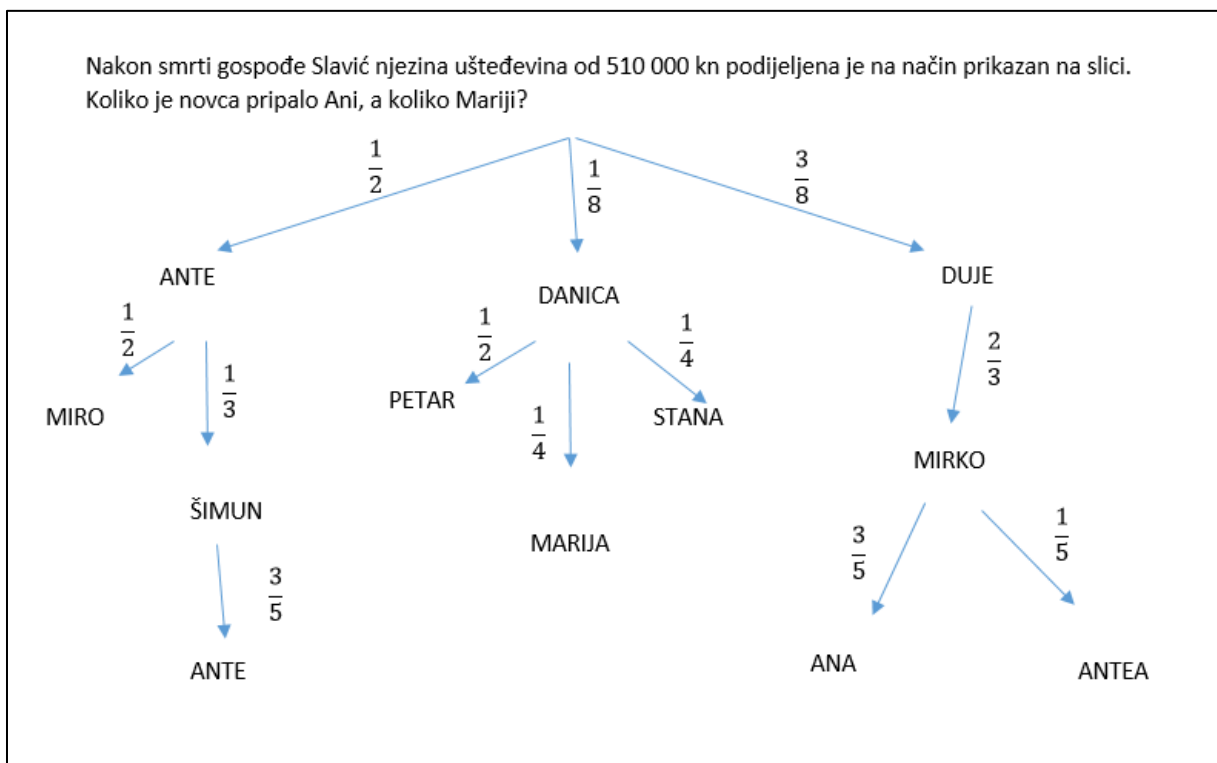 Nakon smrti gospođe Slavić njezina ušteđevina od 510 000 kn podijeljena je na način prikazan na slici.
Koliko je novca pripalo Ani, a koliko Mariji?
1/2
1/8
3/8
ANTE
DANICA
DUJE
1/2
1/3
1/2
1/4
1/4
2/3
MIRO
PETAR
STANA
MIRKO
ŠIMUN
MARIJA
3/5
3/5
1/5
ANTE
ANA
ANTEA